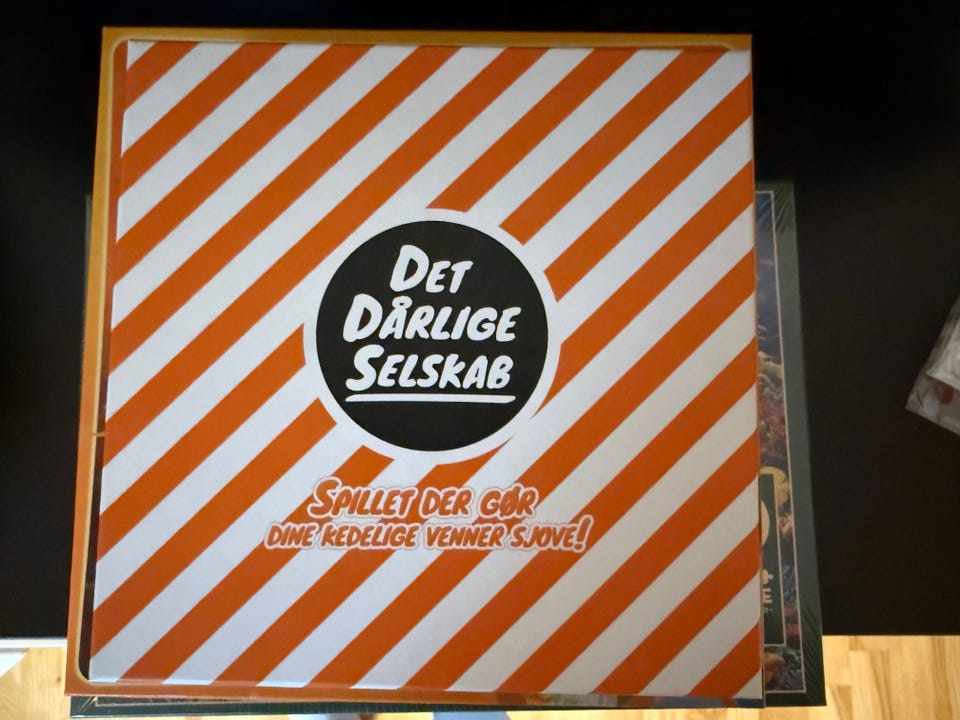 DET
DÅRLIGE
SELSKAB
SPILLET DER GØR
DINE KEDELIGE VENNER SJOVE!